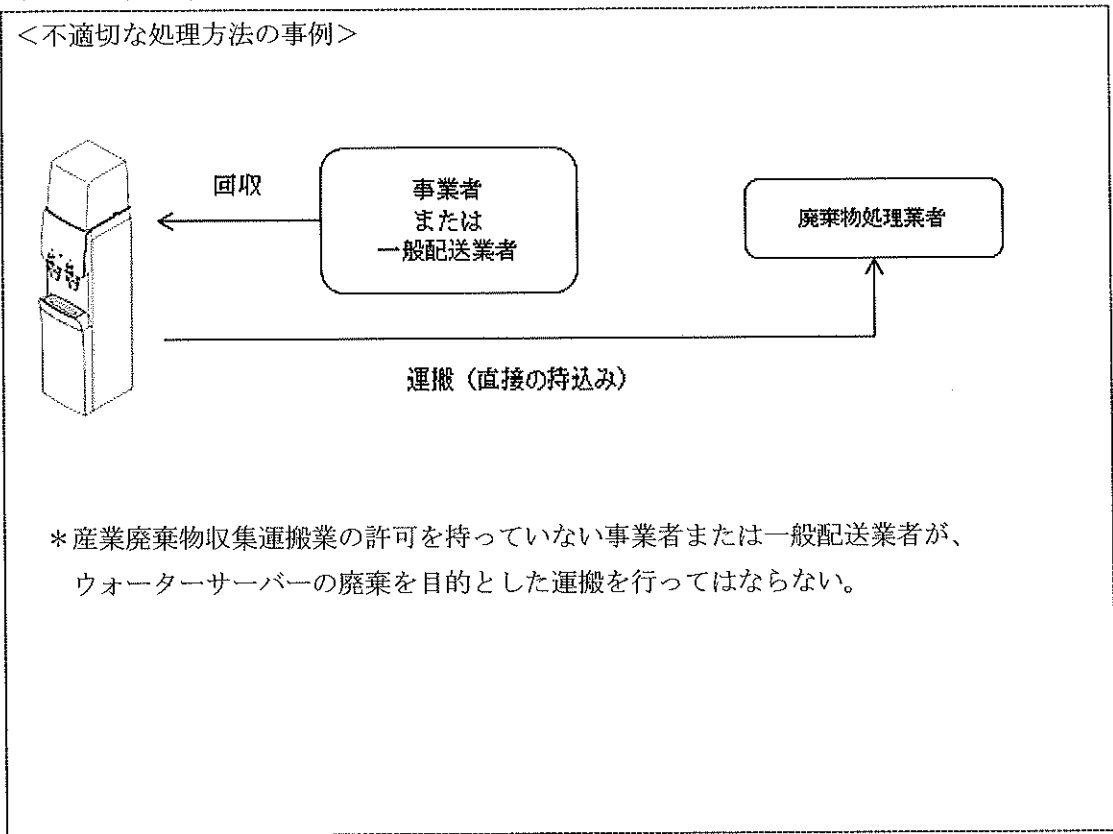 ＜不適切な処理方法の事例＞
回収
事業者
または
一般配送業者
廃棄物処理業者
運搬（直接の持込み）
＊産業廃棄物収集運搬業の許可を持っていない事業者または一般配送業者が、
ウォーターサーバーの廃棄を目的とした運搬を行ってはならない。